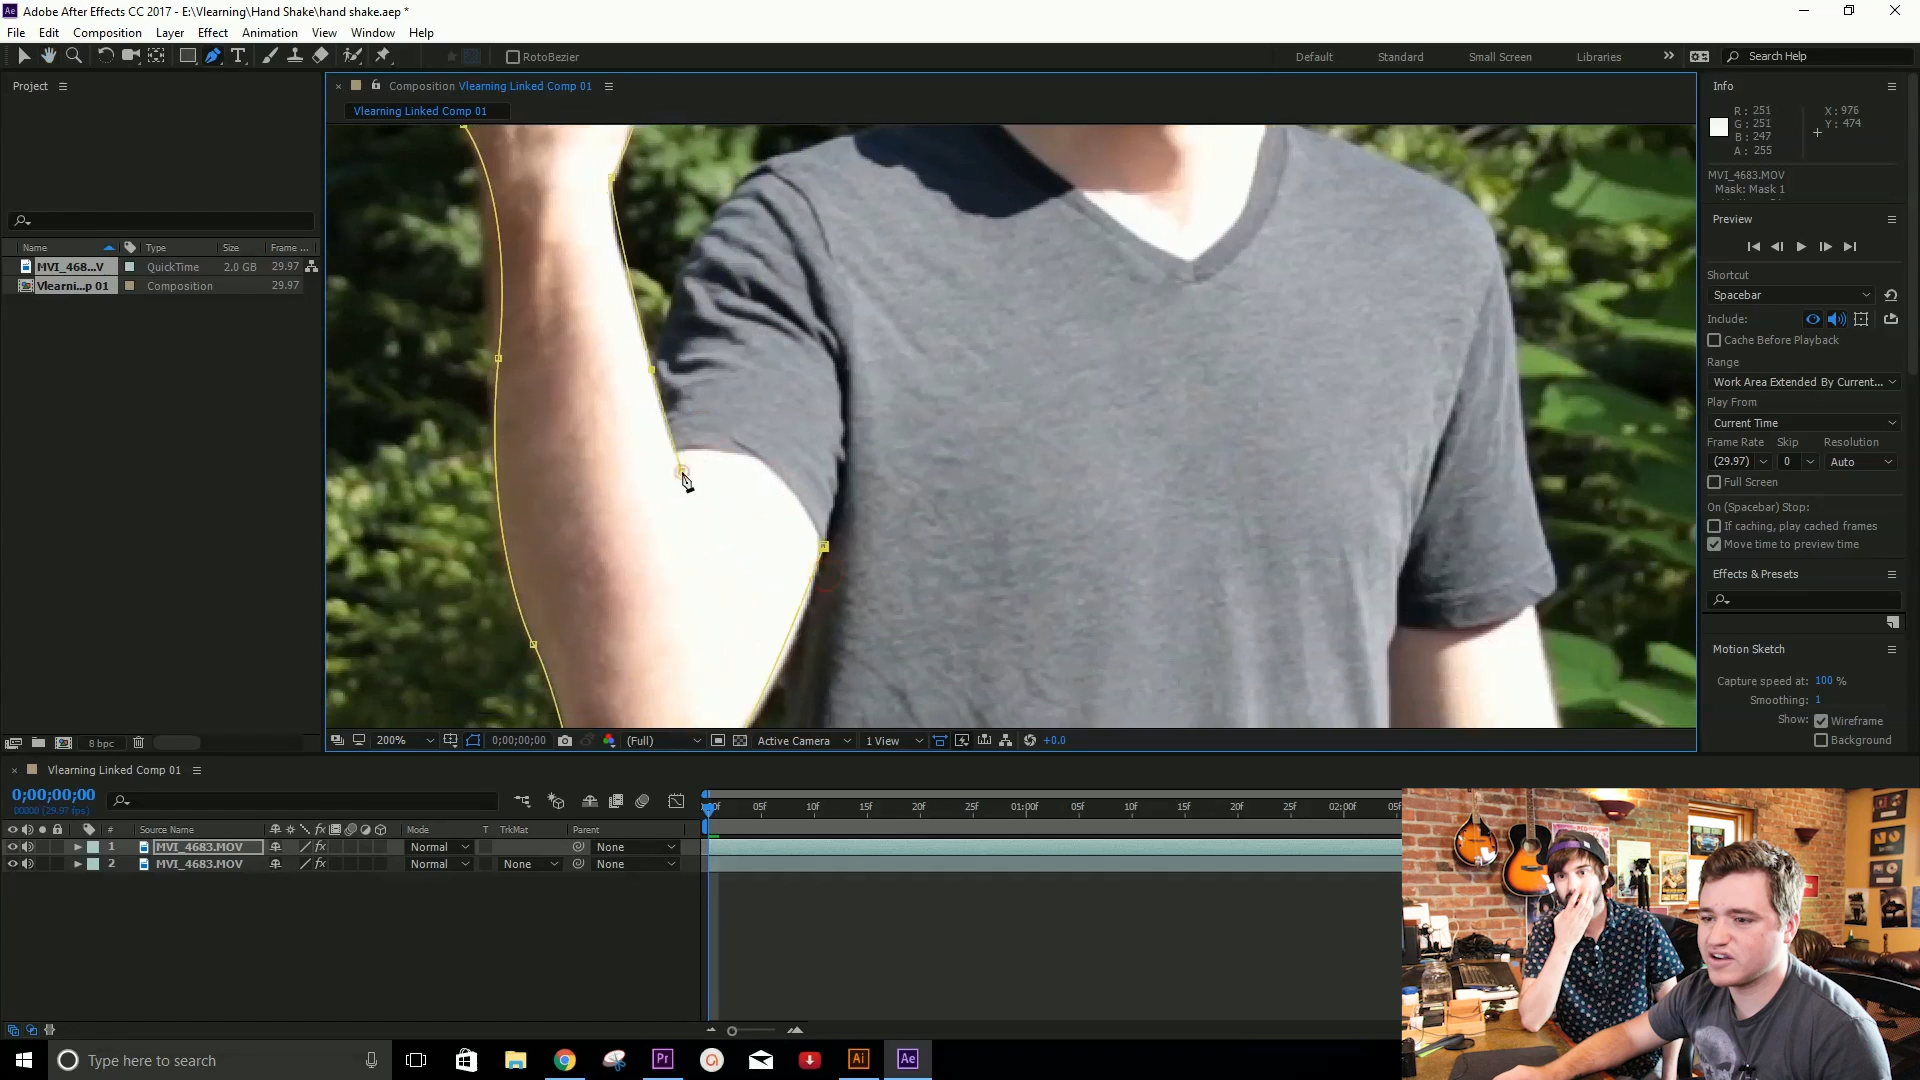 Adobe After Effects CC 2017 - E:\Vlearning\Hand Shake\hand shake.aep *
File Edit Composition Layer Effect Animation View Window Help
RotoBezier
Default Standard Small Screen Libraries Search Help
Project
Composition Vlearning Linked Comp 01
Vlearning Linked Comp 01
Name Type Size Frame ...
MVI_468...V QuickTime 2.0 GB 29.97
Vlearni...p 01 Composition 29.97
8 bpc
200% 0;00;00;00 (Full) Active Camera 1 View +0.0
Info
R: 251
G: 251
B: 247
A: 255
X: 976
Y: 474
MVI_4683.MOV
Mask: Mask 1
Preview
Shortcut
Spacebar
Include:
Cache Before Playback
Range
Work Area Extended By Current...
Play From
Current Time
Frame Rate Skip Resolution
(29.97) 0 Auto
Full Screen
On (Spacebar) Stop:
If caching, play cached frames
Move time to preview time
Effects & Presets
Motion Sketch
Capture speed at: 100 %
Smoothing: 1
Show: Wireframe
Background
Vlearning Linked Comp 01
0;00;00;00
00000 (29.97 fps)
# Source Name Mode T TrkMat Parent
1 MVI_4683.MOV Normal None
2 MVI_4683.MOV Normal None None
05f 10f 15f 20f 25f 01:00f 05f 10f 15f 20f 25f 02:00f
Type here to search
Pr Ai Ae